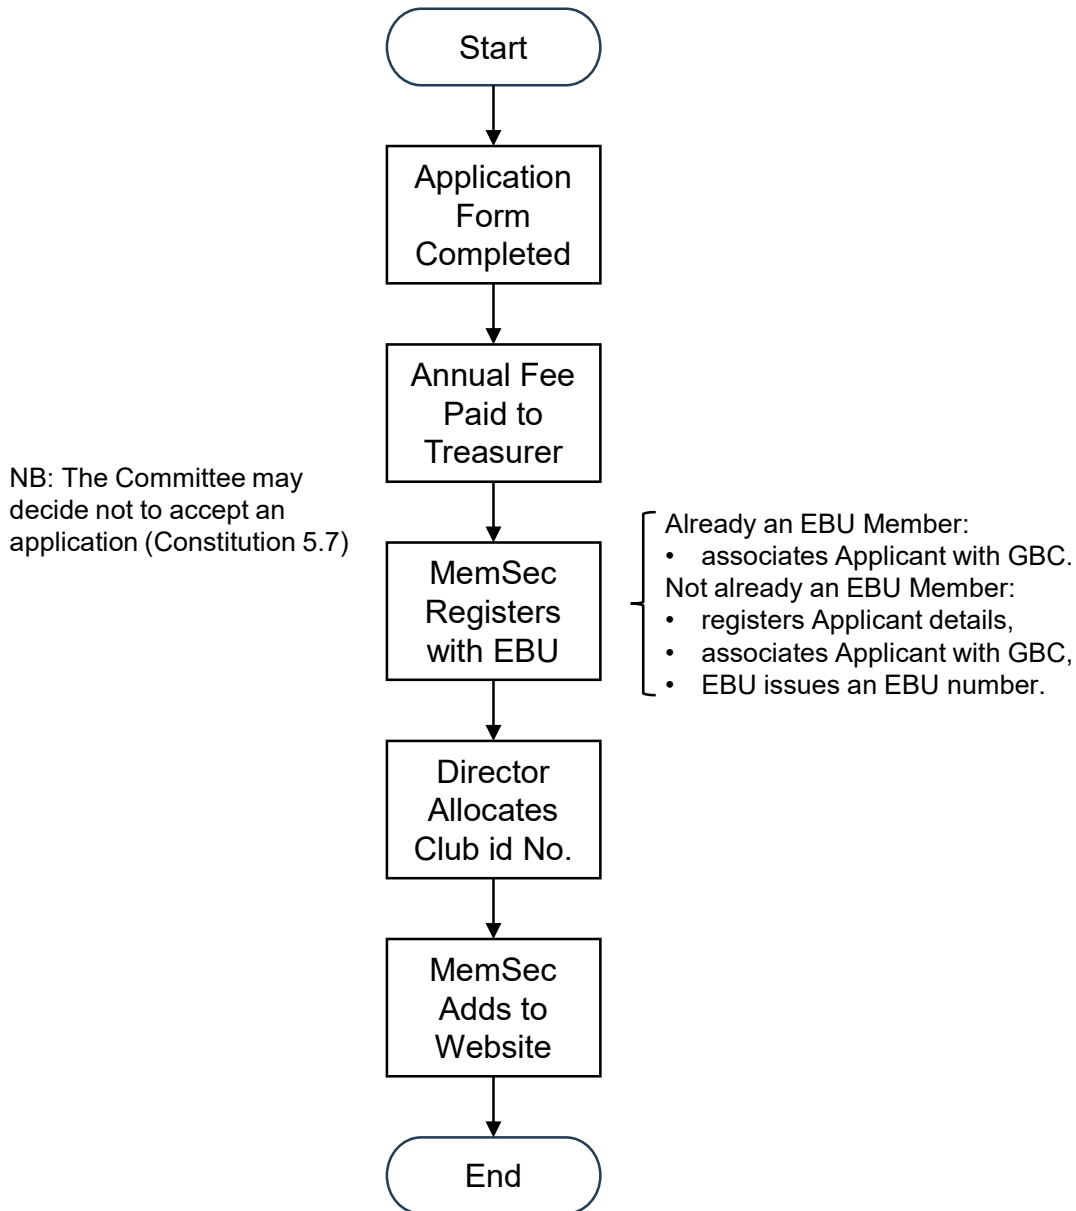 Start
Application
Form
Completed
Annual Fee
Paid to
Treasurer
NB: The Committee may
decide not to accept an
application (Constitution 5.7)
MemSec
Registers
with EBU
Already an EBU Member:
• associates Applicant with GBC.
Not already an EBU Member:
• registers Applicant details,
• associates Applicant with GBC,
• EBU issues an EBU number.
Director
Allocates
Club id No.
MemSec
Adds to
Website
End